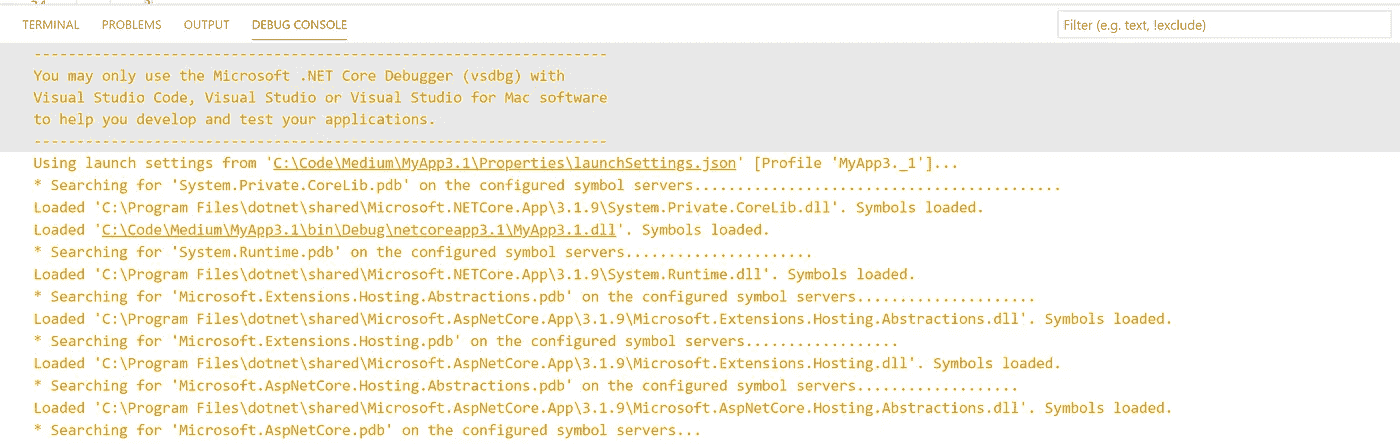 TERMINAL PROBLEMS OUTPUT DEBUG CONSOLE Filter (e.g. text, !exclude)
-------------------------------------------------------------------
You may only use the Microsoft .NET Core Debugger (vsdbg) with
Visual Studio Code, Visual Studio or Visual Studio for Mac software
to help you develop and test your applications.
-------------------------------------------------------------------
Using launch settings from 'C:\Code\Medium\MyApp3.1\Properties\launchSettings.json' [Profile 'MyApp3._1']...
* Searching for 'System.Private.CoreLib.pdb' on the configured symbol servers...........................................
Loaded 'C:\Program Files\dotnet\shared\Microsoft.NETCore.App\3.1.9\System.Private.CoreLib.dll'. Symbols loaded.
Loaded 'C:\Code\Medium\MyApp3.1\bin\Debug\netcoreapp3.1\MyApp3.1.dll'. Symbols loaded.
* Searching for 'System.Runtime.pdb' on the configured symbol servers......................
Loaded 'C:\Program Files\dotnet\shared\Microsoft.NETCore.App\3.1.9\System.Runtime.dll'. Symbols loaded.
* Searching for 'Microsoft.Extensions.Hosting.Abstractions.pdb' on the configured symbol servers.....................
Loaded 'C:\Program Files\dotnet\shared\Microsoft.AspNetCore.App\3.1.9\Microsoft.Extensions.Hosting.Abstractions.dll'. Symbols loaded.
* Searching for 'Microsoft.Extensions.Hosting.pdb' on the configured symbol servers..................
Loaded 'C:\Program Files\dotnet\shared\Microsoft.AspNetCore.App\3.1.9\Microsoft.Extensions.Hosting.dll'. Symbols loaded.
* Searching for 'Microsoft.AspNetCore.Hosting.Abstractions.pdb' on the configured symbol servers...................
Loaded 'C:\Program Files\dotnet\shared\Microsoft.AspNetCore.App\3.1.9\Microsoft.AspNetCore.Hosting.Abstractions.dll'. Symbols loaded.
* Searching for 'Microsoft.AspNetCore.pdb' on the configured symbol servers...